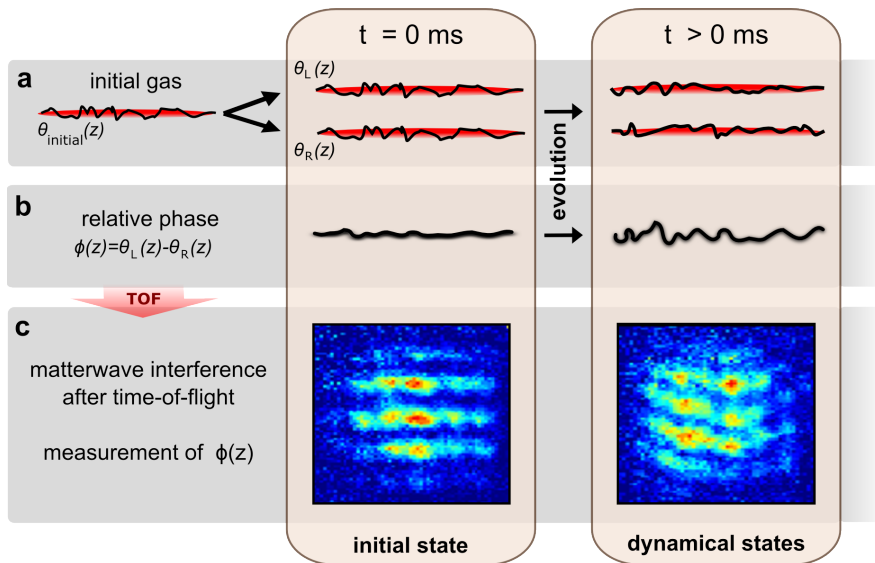 t = 0 ms
t > 0 ms
a
initial gas
θinitial(z)
θL(z)
θR(z)
evolution
b
relative phase
ϕ(z)=θL(z)-θR(z)
TOF
c
matterwave interference
after time-of-flight
measurement of ϕ(z)
initial state
dynamical states